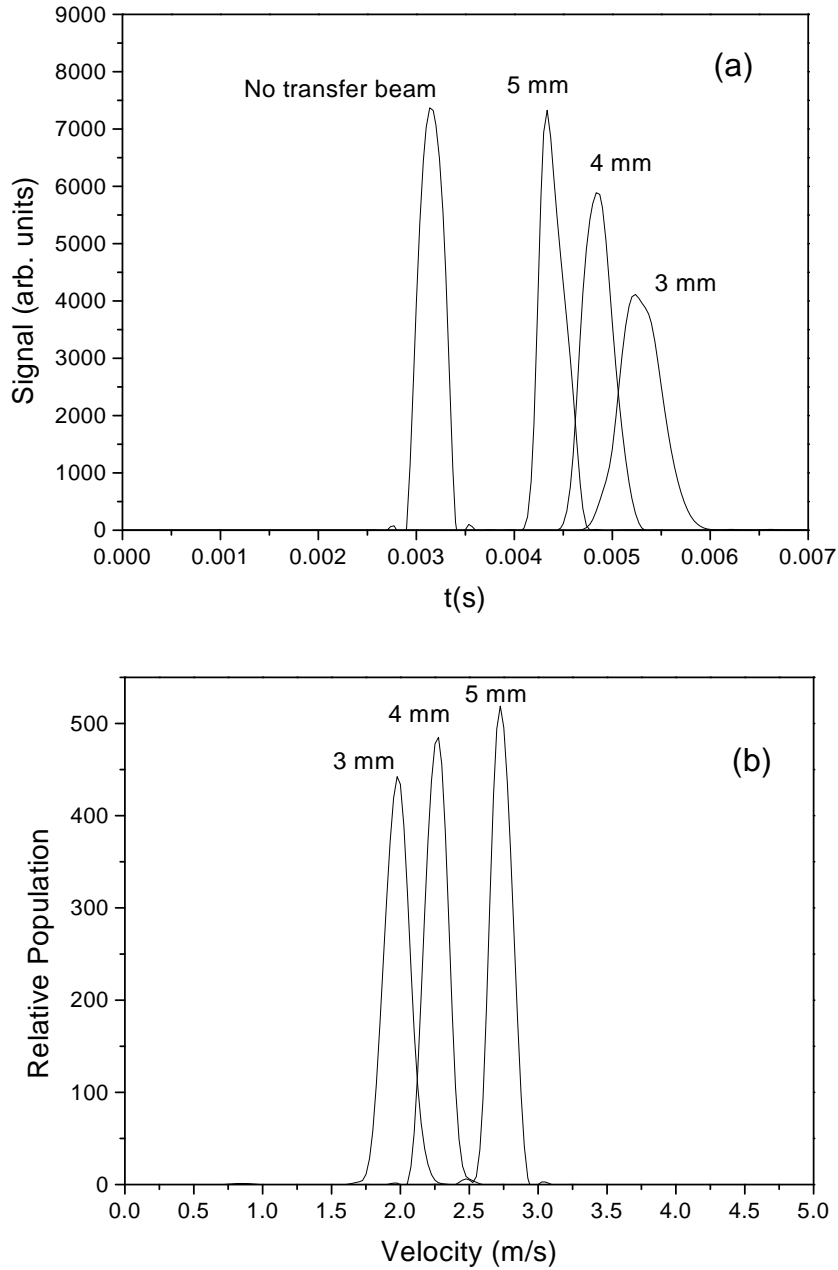 9000
(a)
8000
No transfer beam
5 mm
7000
4 mm
6000
5000
3 mm
4000
3000
2000
1000
0
Signal (arb. units)
0.000 0.001 0.002 0.003 0.004 0.005 0.006 0.007
t(s)
5 mm
500
4 mm
(b)
3 mm
400
300
200
100
0
Relative Population
0.0 0.5 1.0 1.5 2.0 2.5 3.0 3.5 4.0 4.5 5.0
Velocity (m/s)